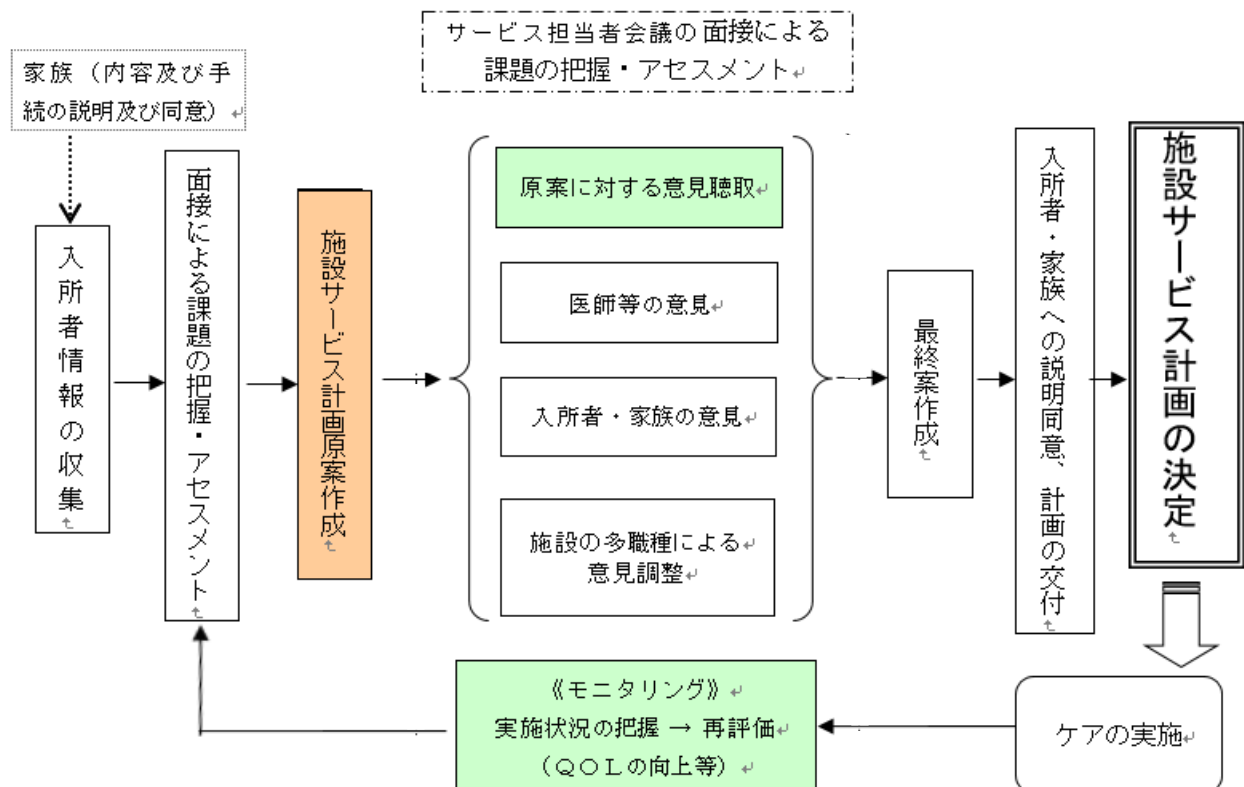 サービス担当者会議の面接による
課題の把握・アセスメント↵
家族（内容及び手
続の説明及び同意）↵
入所者情報の収集↵
面接による課題の把握・アセスメント↵
施設サービス計画原案作成↵
原案に対する意見聴取↵
医師等の意見↵
入所者・家族の意見↵
施設の多職種による
意見調整↵
最終案作成↵
入所者・家族への説明同意、計画の交付↵
施設サービス計画の決定↵
ケアの実施↵
《モニタリング》↵
実施状況の把握 → 再評価↵
（ＱＯＬの向上等）↵